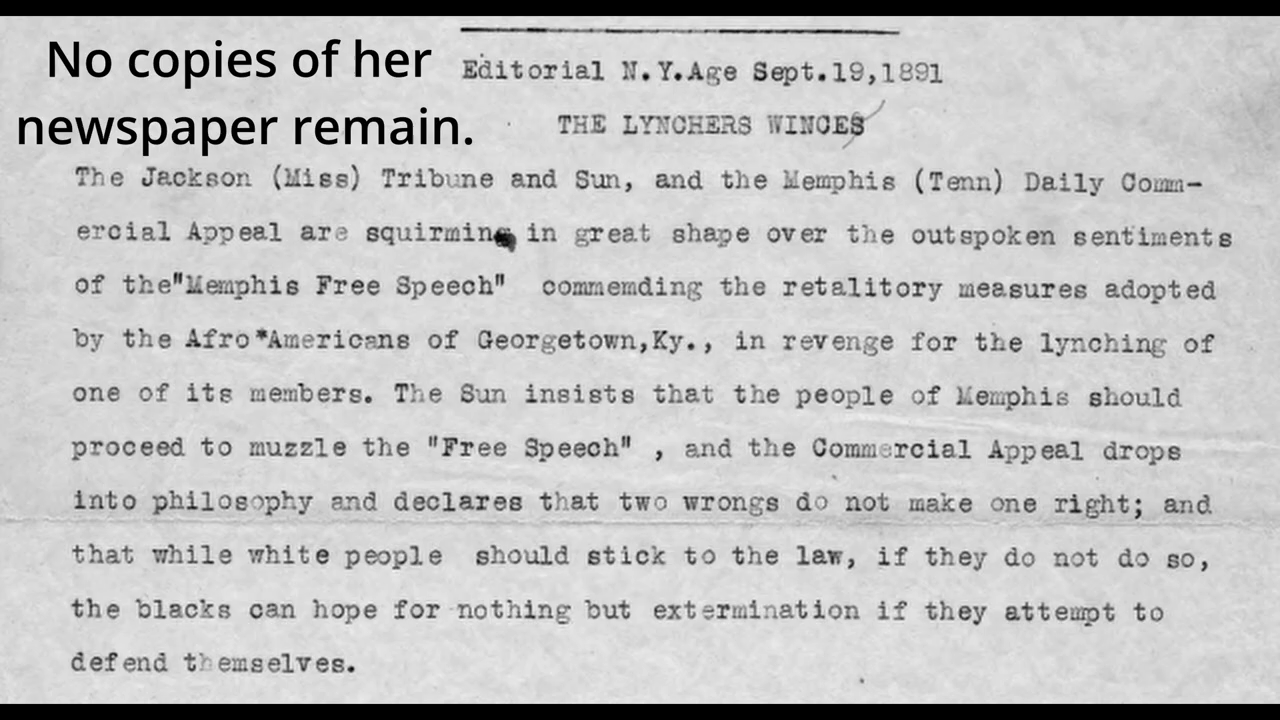 No copies of her
newspaper remain.
Editorial N.Y.Age Sept.19,1891
THE LYNCHERS WINCES
The Jackson (Miss) Tribune and Sun, and the Memphis (Tenn) Daily Comm-
ercial Appeal are squirming in great shape over the outspoken sentiments
of the"Memphis Free Speech" commemding the retalitory measures adopted
by the Afro*Americans of Georgetown,Ky., in revenge for the lynching of
one of its members. The Sun insists that the people of Memphis should
proceed to muzzle the "Free Speech" , and the Commercial Appeal drops
into philosophy and declares that two wrongs do not make one right; and
that while white people should stick to the law, if they do not do so,
the blacks can hope for nothing but extermination if they attempt to
defend themselves.